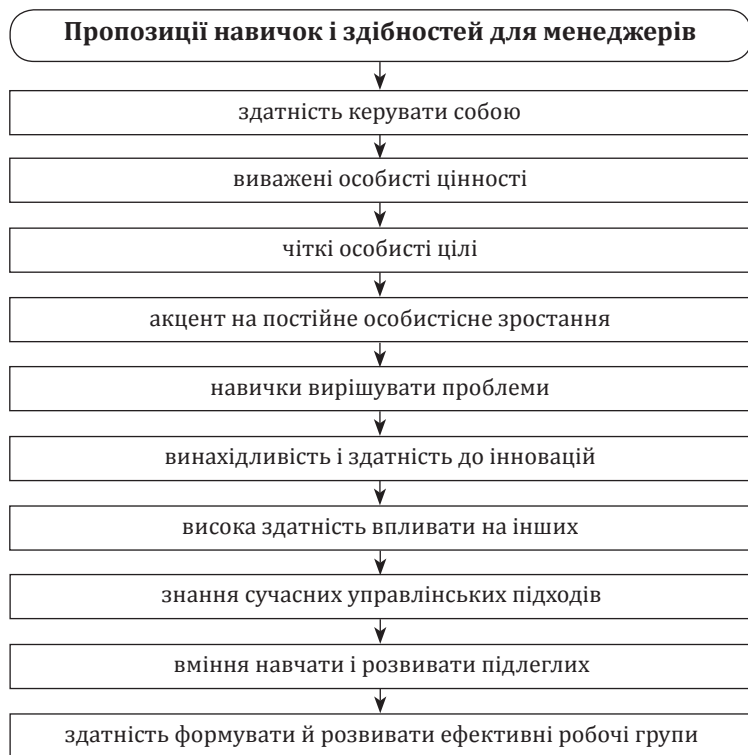 Пропозиції навичок і здібностей для менеджерів
здатність керувати собою
виважені особисті цінності
чіткі особисті цілі
акцент на постійне особистісне зростання
навички вирішувати проблеми
винахідливість і здатність до інновацій
висока здатність впливати на інших
знання сучасних управлінських підходів
вміння навчати і розвивати підлеглих
здатність формувати й розвивати ефективні робочі групи